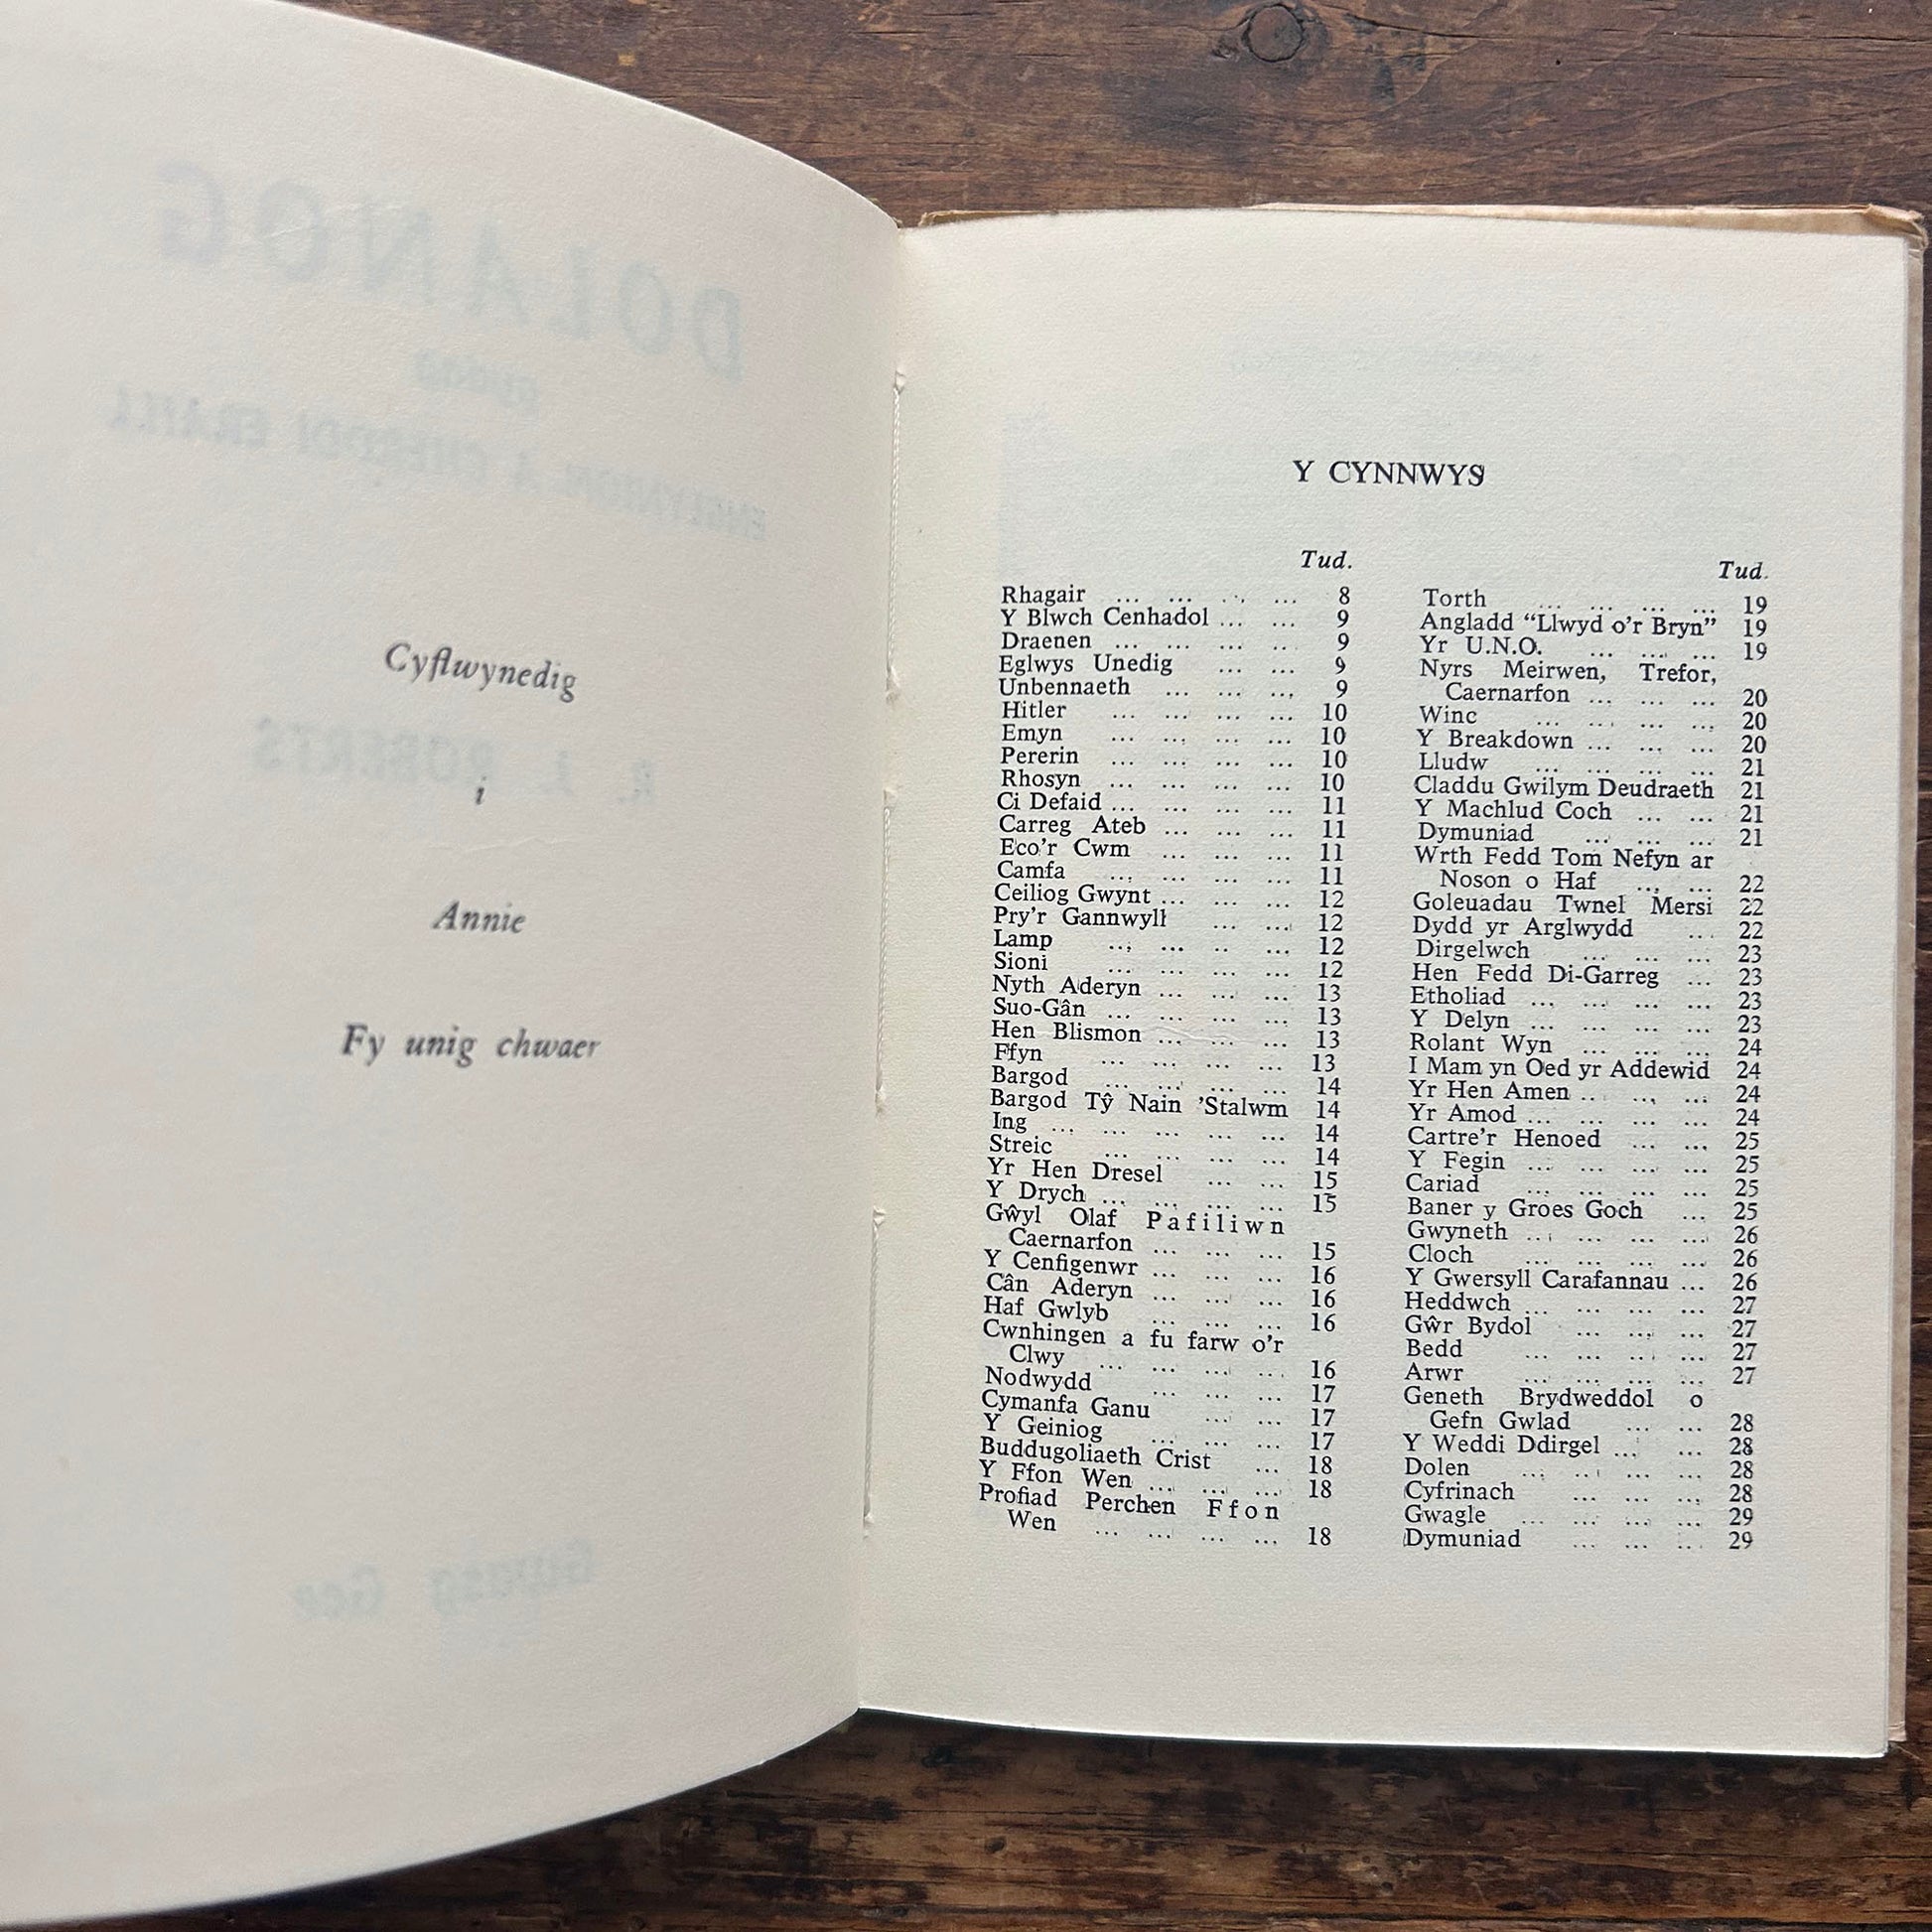 Cyflwynedig
i
Annie
Fy unig chwaer
Y CYNNWYS
Tud.
Rhagair ... ... ... ... 8
Y Blwch Cenhadol ... ... 9
Draenen ... ... ... ... 9
Eglwys Unedig ... ... 9
Unbennaeth ... ... ... 9
Hitler ... ... ... ... 10
Emyn ... ... ... ... 10
Pererin ... ... ... ... 10
Rhosyn ... ... ... ... 10
Ci Defaid ... ... ... ... 11
Carreg Ateb ... ... ... 11
Eco'r Cwm ... ... ... 11
Camfa ... ... ... ... 11
Ceiliog Gwynt ... ... ... 12
Pry'r Gannwyll ... ... 12
Lamp ... ... ... ... 12
Sioni ... ... ... ... 12
Nyth Aderyn ... ... ... 13
Suo-Gân ... ... ... ... 13
Hen Blismon ... ... ... 13
Ffyn ... ... ... ... 13
Bargod ... ... ... ... 14
Bargod Tŷ Nain 'Stalwm 14
Ing ... ... ... ... ... 14
Streic ... ... ... ... 14
Yr Hen Dresel ... ... 15
Y Drych ... ... ... ... 15
Gŵyl Olaf Pafiliwn
Caernarfon ... ... ... 15
Y Cenfigenwr ... ... ... 16
Cân Aderyn ... ... ... 16
Haf Gwlyb ... ... ... 16
Cwnhingen a fu farw o'r
Clwy ... ... ... ... 16
Nodwydd ... ... ... 17
Cymanfa Ganu ... ... 17
Y Geiniog ... ... ... 17
Buddugoliaeth Crist ... 18
Y Ffon Wen ... ... ... 18
Profiad Perchen Ffon
Wen ... ... ... ... 18
Tud.
Torth ... ... ... ... 19
Angladd “Llwyd o'r Bryn” 19
Yr U.N.O. ... ... ... 19
Nyrs Meirwen, Trefor,
Caernarfon ... ... ... 20
Winc ... ... ... ... 20
Y Breakdown ... ... ... 20
Lludw ... ... ... ... 21
Claddu Gwilym Deudraeth 21
Y Machlud Coch ... ... 21
Dymuniad ... ... ... 21
Wrth Fedd Tom Nefyn ar
Noson o Haf ... ... 22
Goleuadau Twnel Mersi 22
Dydd yr Arglwydd ... 22
Dirgelwch ... ... ... 23
Hen Fedd Di-Garreg ... 23
Etholiad ... ... ... ... 23
Y Delyn ... ... ... ... 23
Rolant Wyn ... ... ... 24
I Mam yn Oed yr Addewid 24
Yr Hen Amen ... ... ... 24
Yr Amod ... ... ... ... 24
Cartre'r Henoed ... ... 25
Y Fegin ... ... ... ... 25
Cariad ... ... ... ... 25
Baner y Groes Goch ... 25
Gwyneth ... ... ... ... 26
Cloch ... ... ... ... 26
Y Gwersyll Carafannau ... 26
Heddwch ... ... ... ... 27
Gŵr Bydol ... ... ... 27
Bedd ... ... ... ... 27
Arwr ... ... ... ... 27
Geneth Brydweddol o
Gefn Gwlad ... ... 28
Y Weddi Ddirgel ... ... 28
Dolen ... ... ... ... 28
Cyfrinach ... ... ... 28
Gwagle ... ... ... ... 29
Dymuniad ... ... ... 29